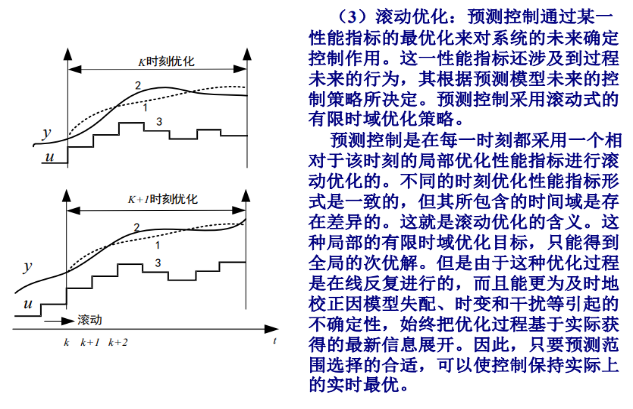 K时刻优化
y
2
1
3
u
K+1时刻优化
y
2
1
3
u
滚动
k k+1 k+2
t
（3）滚动优化：预测控制通过某一
性能指标的最优化来对系统的未来确定
控制作用。这一性能指标还涉及到过程
未来的行为，其根据预测模型未来的控
制策略所决定。预测控制采用滚动式的
有限时域优化策略。
预测控制是在每一时刻都采用一个相
对于该时刻的局部优化性能指标进行滚
动优化的。不同的时刻优化性能指标形
式是一致的，但其所包含的时间域是存
在差异的。这就是滚动优化的含义。这
种局部的有限时域优化目标，只能得到
全局的次优解。但是由于这种优化过程
是在线反复进行的，而且能更为及时地
校正因模型失配、时变和干扰等引起的
不确定性，始终把优化过程基于实际获
得的最新信息展开。因此，只要预测范
围选择的合适，可以使控制保持实际上
的实时最优。